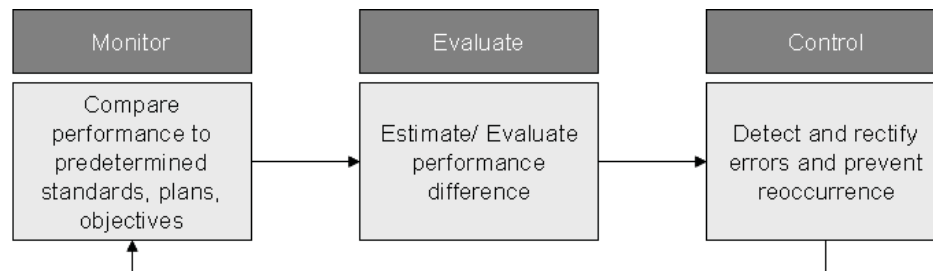 Monitor
Evaluate
Control
Compare
performance to
predetermined
standards, plans,
objectives
Estimate/ Evaluate
performance
difference
Detect and rectify
errors and prevent
reoccurrence